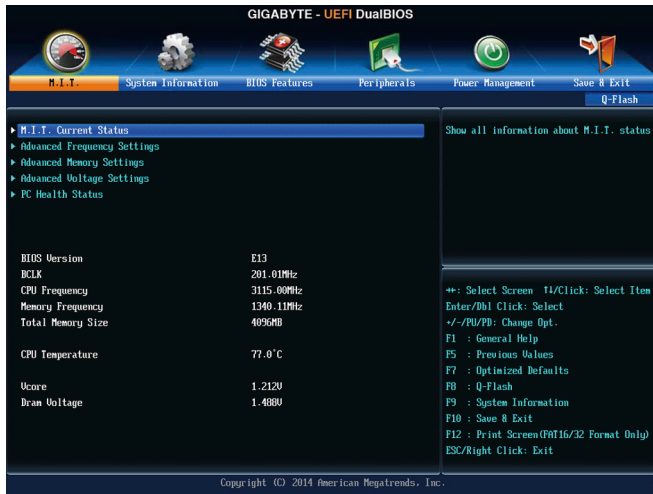 GIGABYTE - UEFI DualBIOS
M.I.T. System Information BIOS Features Peripherals Power Management Save & Exit
Q-Flash
M.I.T. Current Status
Advanced Frequency Settings
Advanced Memory Settings
Advanced Voltage Settings
PC Health Status
BIOS Version E13
BCLK 201.01MHz
CPU Frequency 3115.00MHz
Memory Frequency 1340.11MHz
Total Memory Size 4096MB
CPU Temperature 77.0°C
Vcore 1.212V
Dram Voltage 1.488V
Show all information about M.I.T. status
→←: Select Screen ↑↓/Click: Select Item
Enter/Dbl Click: Select
+/-/PU/PD: Change Opt.
F1 : General Help
F5 : Previous Values
F7 : Optimized Defaults
F8 : Q-Flash
F9 : System Information
F10 : Save & Exit
F12 : Print Screen(FAT16/32 Format Only)
ESC/Right Click: Exit
Copyright (C) 2014 American Megatrends, Inc.